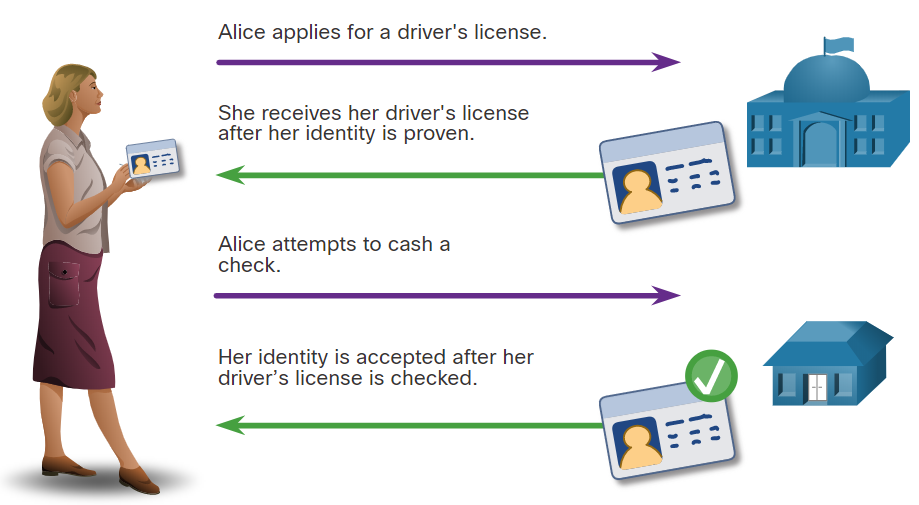 Alice applies for a driver's license.
She receives her driver's license
after her identity is proven.
Alice attempts to cash a
check.
Her identity is accepted after her
driver’s license is checked.